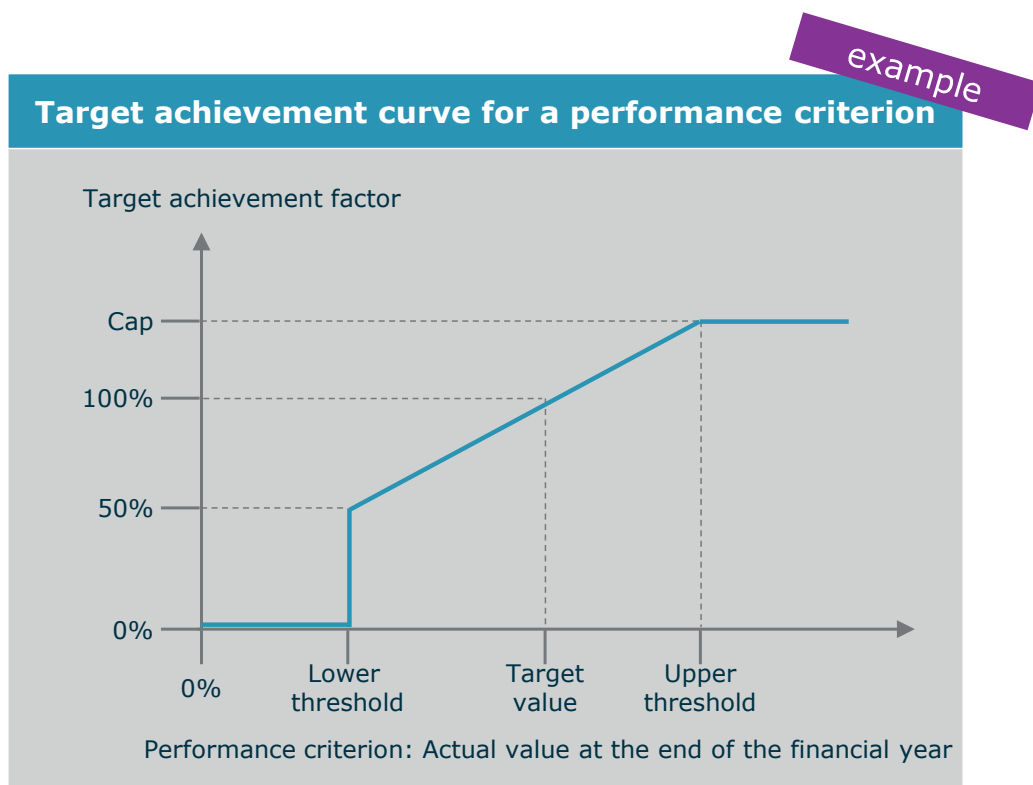 example
Target achievement curve for a performance criterion
Target achievement factor
Cap
100%
50%
0%
0%
Lower
threshold
Target
value
Upper
threshold
Performance criterion: Actual value at the end of the financial year